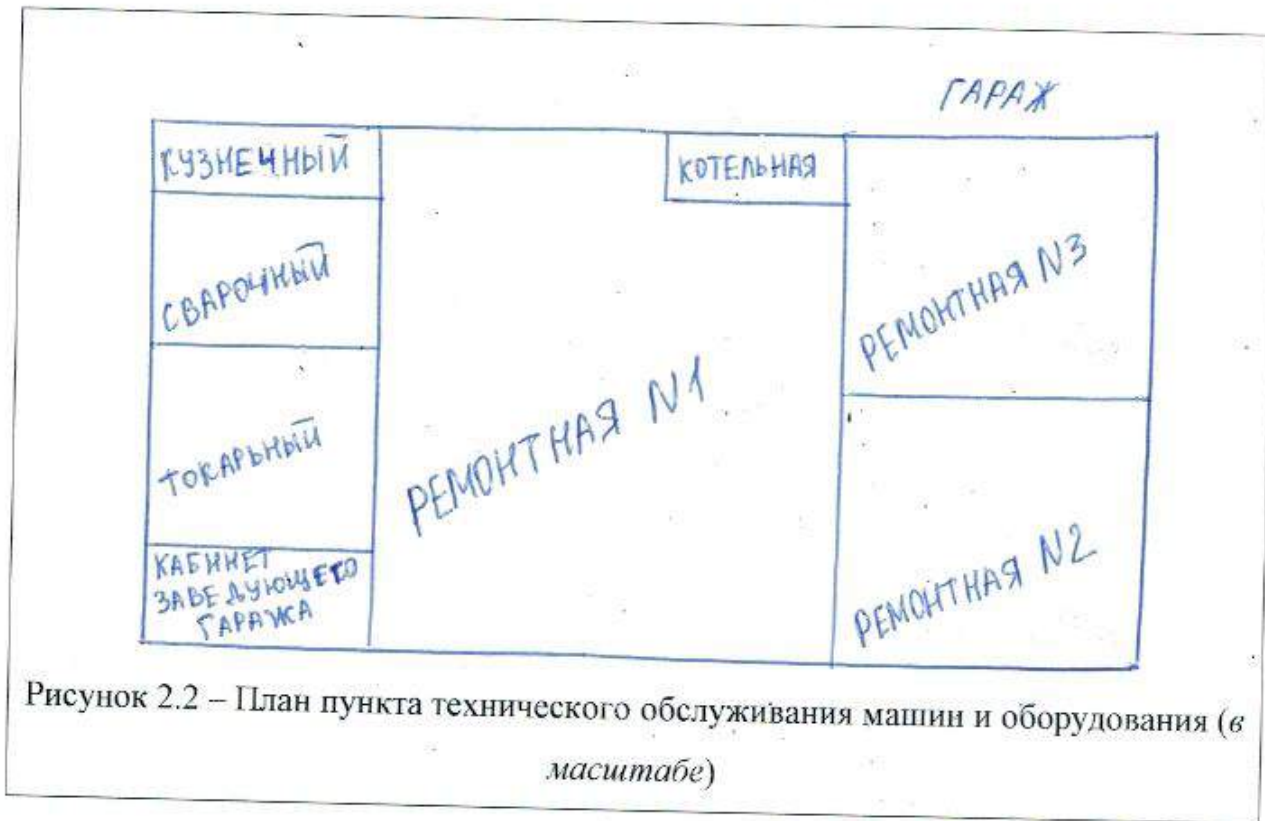 ГАРАЖ
КУЗНЕЧНЫЙ
КОТЕЛЬНАЯ
СВАРОЧНЫЙ
РЕМОНТНАЯ N3
ТОКАРЬНЫЙ
РЕМОНТНАЯ N1
КАБИНЕТ
ЗАВЕДУЮЩЕГО
ГАРАЖА
РЕМОНТНАЯ N2
Рисунок 2.2 – План пункта технического обслуживания машин и оборудования (в
масштабе)